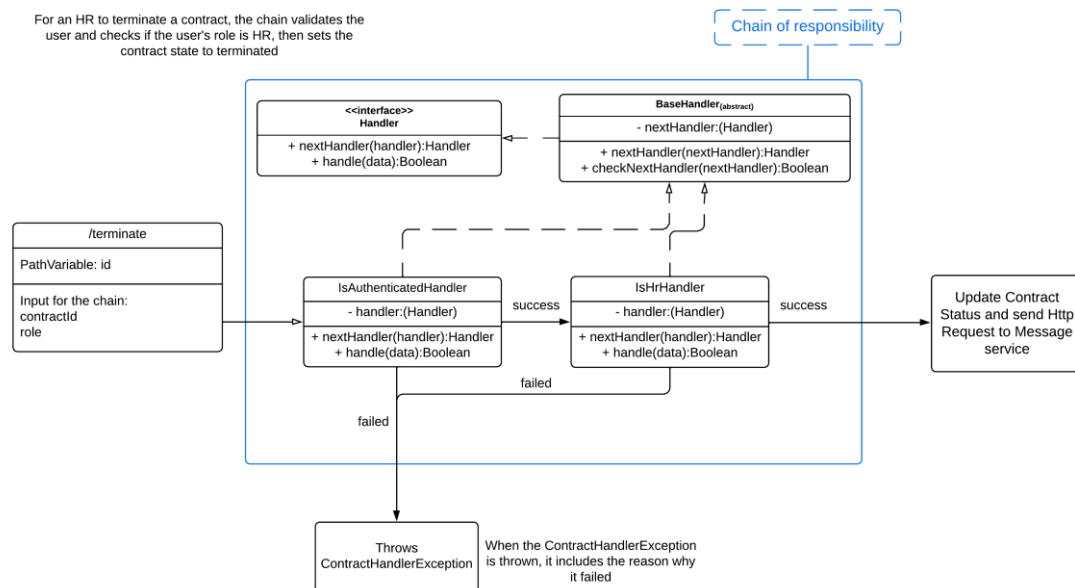 For an HR to terminate a contract, the chain validates the
user and checks if the user's role is HR, then sets the
contract state to terminated
Chain of responsibility
<<interface>>
Handler
+ nextHandler(handler):Handler
+ handle(data):Boolean
BaseHandler(abstract)
- nextHandler:(Handler)
+ nextHandler(nextHandler):Handler
+ checkNextHandler(nextHandler):Boolean
/terminate
PathVariable: id
Input for the chain:
contractId
role
IsAuthenticatedHandler
- handler:(Handler)
+ nextHandler(handler):Handler
+ handle(data):Boolean
success
IsHrHandler
- handler:(Handler)
+ nextHandler(handler):Handler
+ handle(data):Boolean
success
Update Contract
Status and send Http
Request to Message
service
failed
failed
Throws
ContractHandlerException
When the ContractHandlerException
is thrown, it includes the reason why
it failed